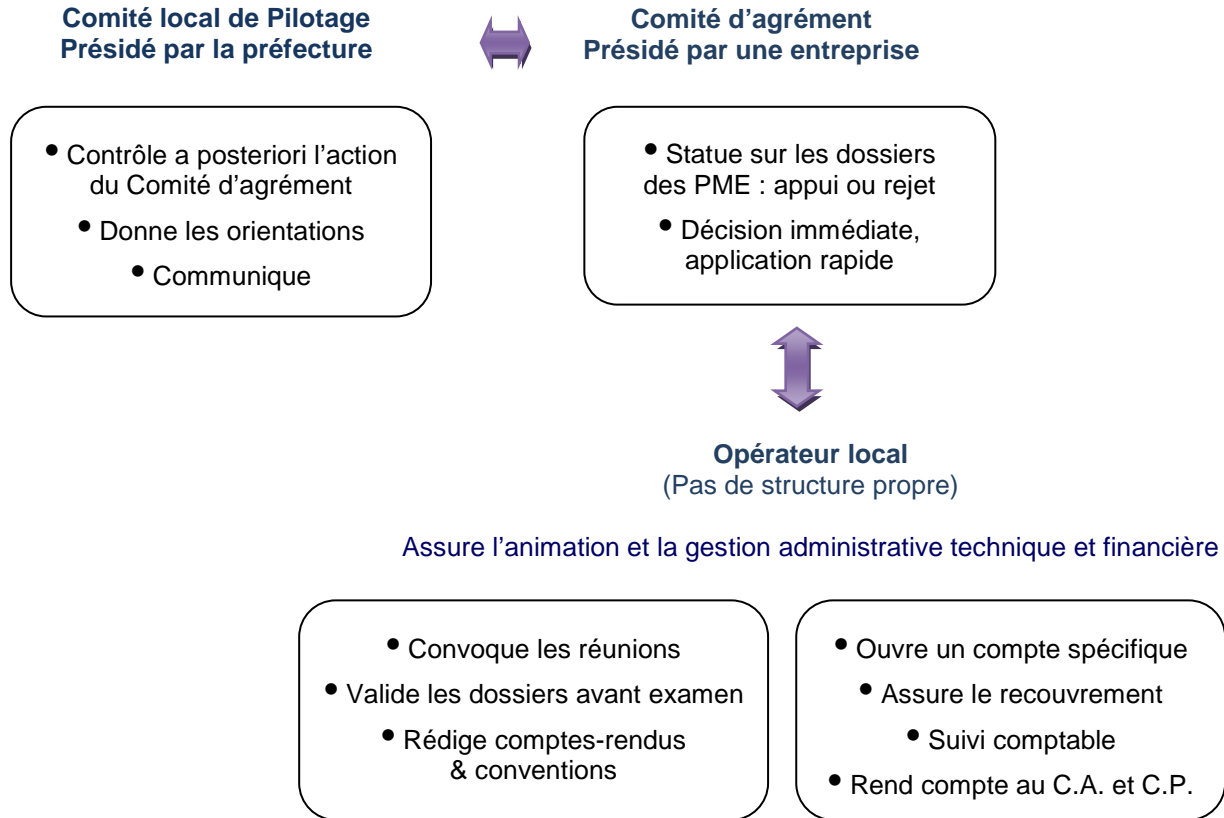 Comité local de Pilotage
Présidé par la préfecture
Comité d'agrément
Présidé par une entreprise
• Contrôle a posteriori l'action
du Comité d'agrément
• Donne les orientations
• Communique
• Statue sur les dossiers
des PME : appui ou rejet
• Décision immédiate,
application rapide
Opérateur local
(Pas de structure propre)
Assure l'animation et la gestion administrative technique et financière
• Convoque les réunions
• Valide les dossiers avant examen
• Rédige comptes-rendus
& conventions
• Ouvre un compte spécifique
• Assure le recouvrement
• Suivi comptable
• Rend compte au C.A. et C.P.